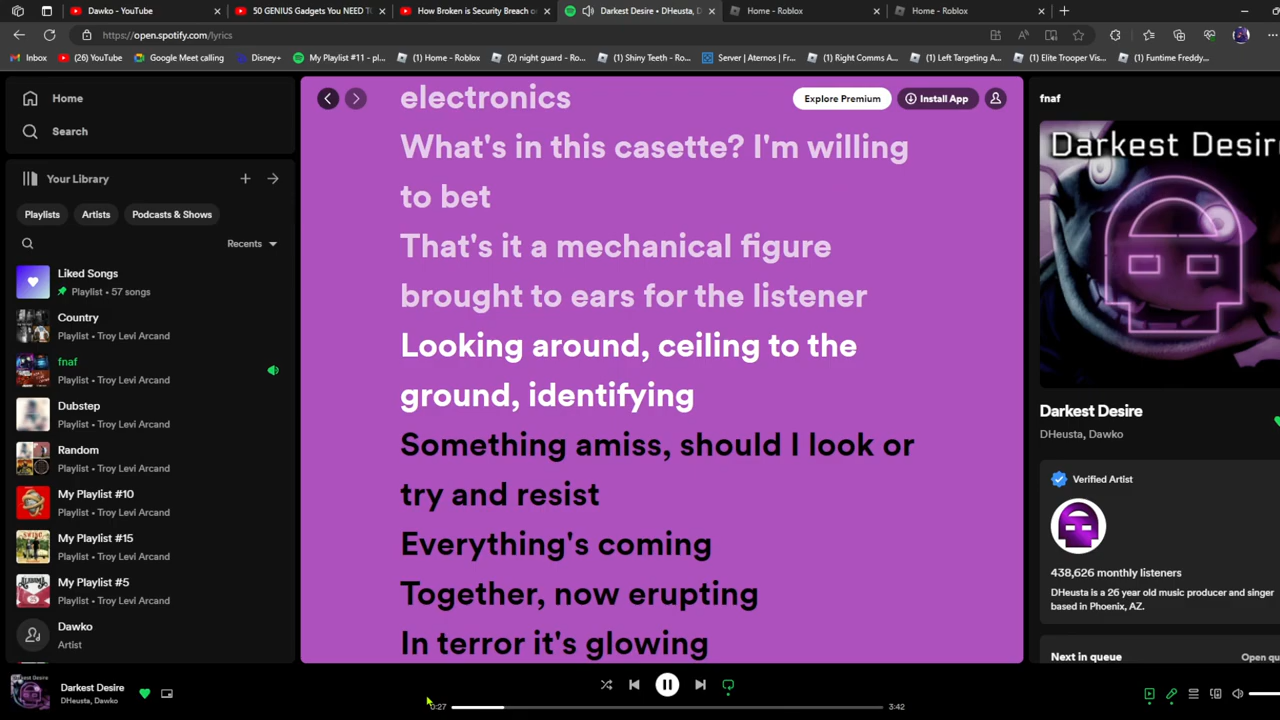 Dawko - YouTube
50 GENIUS Gadgets You NEED T
How Broken is Security Breach o
Darkest Desire • DHeusta, D
Home - Roblox
Home - Roblox
https://open.spotify.com/lyrics
Inbox
(26) YouTube
Google Meet calling
Disney+
My Playlist #11 - pl...
(1) Home - Roblox
(2) night guard - Ro...
(1) Shiny Teeth - Ro...
Server | Aternos | Fr...
(1) Right Comms A...
(1) Left Targeting A...
(1) Elite Trooper Vis...
(1) Funtime Freddy...
Home
Search
Your Library
Playlists
Artists
Podcasts & Shows
Recents
Liked Songs
Playlist • 57 songs
Country
Playlist • Troy Levi Arcand
fnaf
Playlist • Troy Levi Arcand
Dubstep
Playlist • Troy Levi Arcand
Random
Playlist • Troy Levi Arcand
My Playlist #10
Playlist • Troy Levi Arcand
My Playlist #15
Playlist • Troy Levi Arcand
My Playlist #5
Playlist • Troy Levi Arcand
Dawko
Artist
Explore Premium
Install App
electronics
What's in this casette? I'm willing
to bet
That's it a mechanical figure
brought to ears for the listener
Looking around, ceiling to the
ground, identifying
Something amiss, should I look or
try and resist
Everything's coming
Together, now erupting
In terror it's glowing
fnaf
Darkest Desire
Darkest Desire
DHeusta, Dawko
Verified Artist
438,626 monthly listeners
DHeusta is a 26 year old music producer and singer
based in Phoenix, AZ.
Next in queue
Open qu
Darkest Desire
DHeusta, Dawko
0:27
3:42